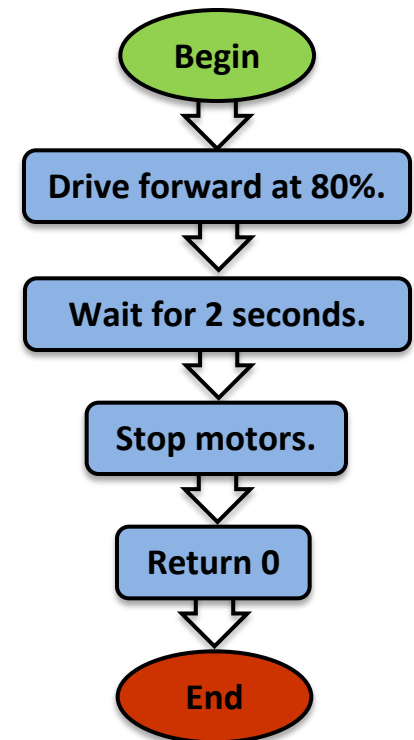 Begin
Drive forward at 80%.
Wait for 2 seconds.
Stop motors.
Return 0
End